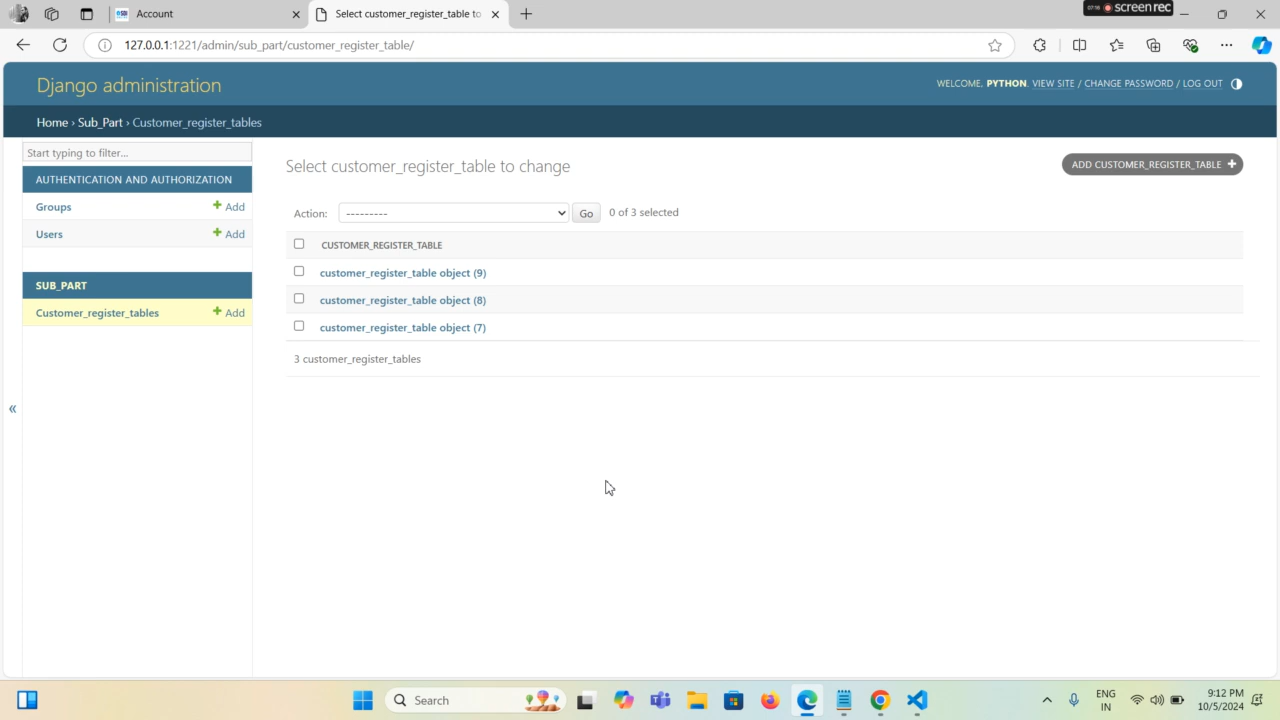 Account
Select customer_register_table to
07:16 screenrec
127.0.0.1:1221/admin/sub_part/customer_register_table/
Django administration
WELCOME, PYTHON. VIEW SITE / CHANGE PASSWORD / LOG OUT
Home › Sub_Part › Customer_register_tables
Start typing to filter...
AUTHENTICATION AND AUTHORIZATION
Groups + Add
Users + Add
SUB_PART
Customer_register_tables + Add
«
Select customer_register_table to change
ADD CUSTOMER_REGISTER_TABLE +
Action: --------- Go 0 of 3 selected
CUSTOMER_REGISTER_TABLE
customer_register_table object (9)
customer_register_table object (8)
customer_register_table object (7)
3 customer_register_tables
Search
ENG
IN
9:12 PM
10/5/2024